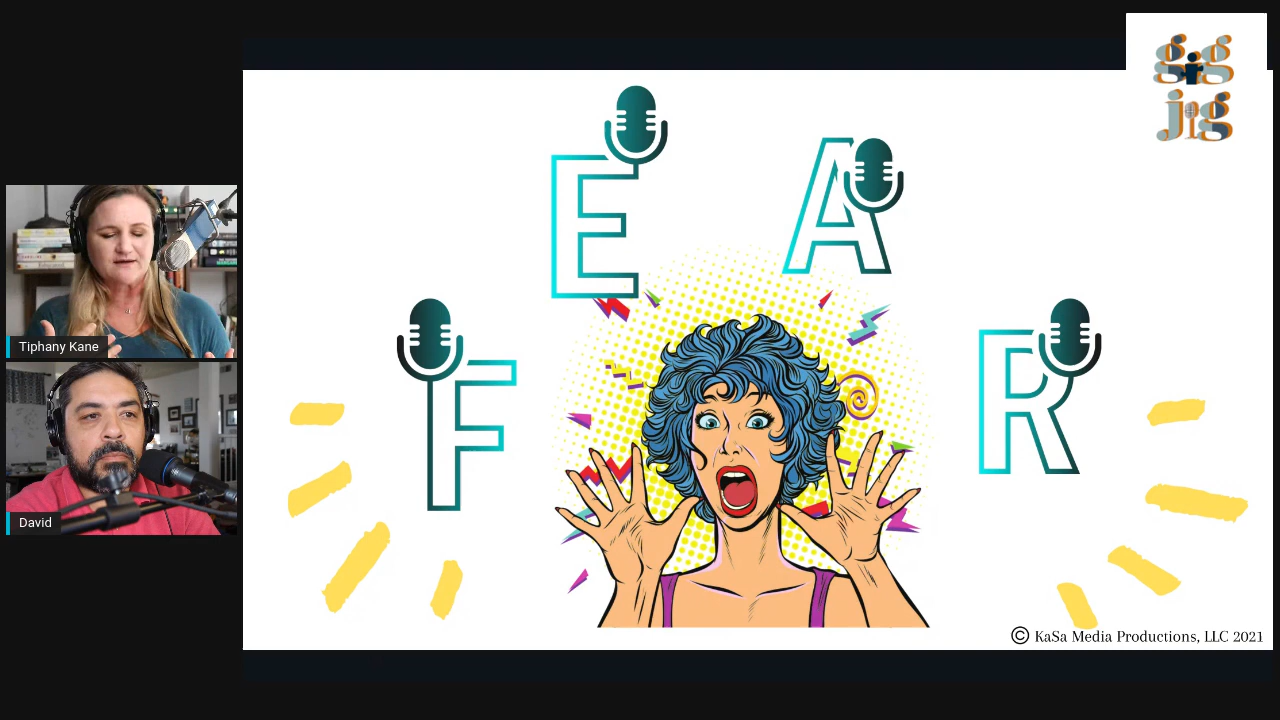 gig
jig
E A
F R
Tiphany Kane
David
© KaSa Media Productions, LLC 2021